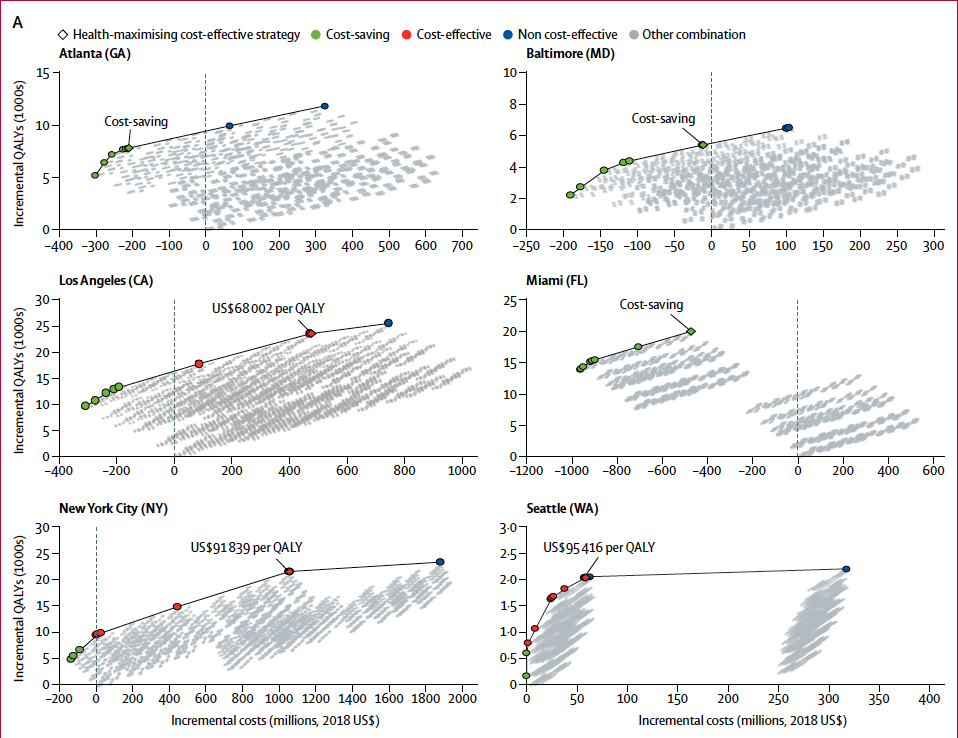 A
Health-maximising cost-effective strategy Cost-saving Cost-effective Non cost-effective Other combination
Atlanta (GA)
Incremental QALYs (1000s)
15
10
5
0
Cost-saving
–400 –300 –200 –100 0 100 200 300 400 500 600 700
Baltimore (MD)
10
8
6
4
2
0
Cost-saving
–250 –200 –150 –100 –50 0 50 100 150 200 250 300
Los Angeles (CA)
Incremental QALYs (1000s)
30
25
20
15
10
5
0
US$68 002 per QALY
–400 –200 0 200 400 600 800 1000
Miami (FL)
25
20
15
10
5
0
Cost-saving
–1200 –1000 –800 –600 –400 –200 0 200 400 600
New York City (NY)
Incremental QALYs (1000s)
30
25
20
15
10
5
0
US$91 839 per QALY
–200 0 200 400 600 800 1000 1200 1400 1600 1800 2000
Incremental costs (millions, 2018 US$)
Seattle (WA)
3·0
2·5
2·0
1·5
1·0
0·5
0
US$95 416 per QALY
0 50 100 150 200 250 300 350 400
Incremental costs (millions, 2018 US$)